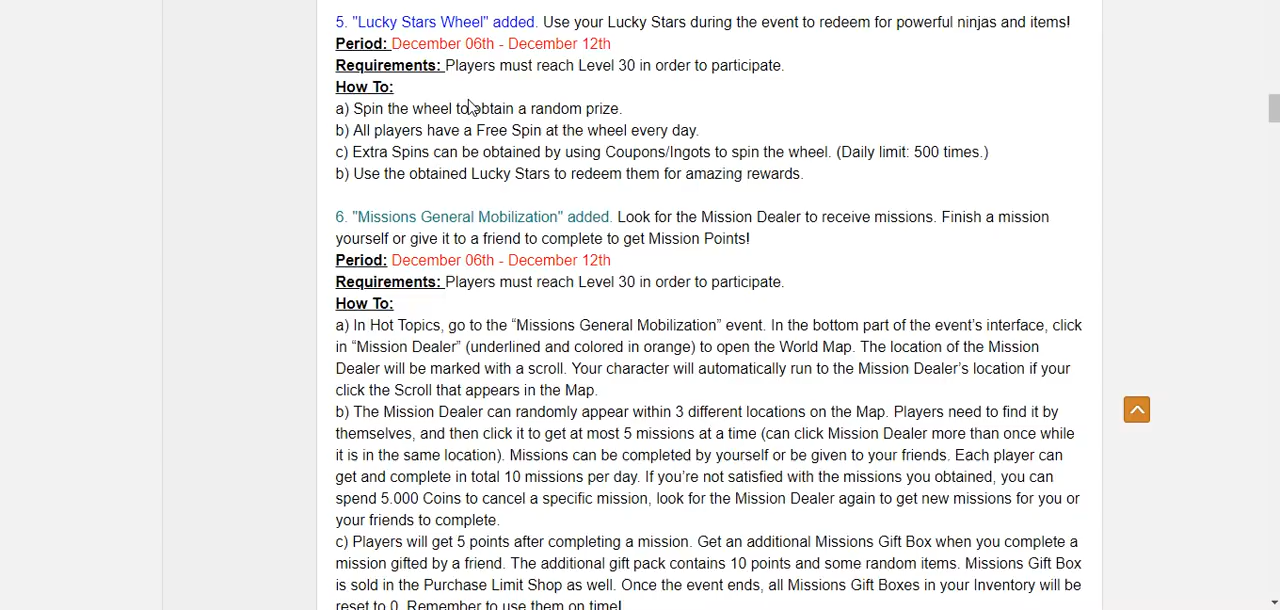 5. "Lucky Stars Wheel" added. Use your Lucky Stars during the event to redeem for powerful ninjas and items!
Period: December 06th - December 12th
Requirements: Players must reach Level 30 in order to participate.
How To:
a) Spin the wheel to obtain a random prize.
b) All players have a Free Spin at the wheel every day.
c) Extra Spins can be obtained by using Coupons/Ingots to spin the wheel. (Daily limit: 500 times.)
b) Use the obtained Lucky Stars to redeem them for amazing rewards.
6. "Missions General Mobilization" added. Look for the Mission Dealer to receive missions. Finish a mission
yourself or give it to a friend to complete to get Mission Points!
Period: December 06th - December 12th
Requirements: Players must reach Level 30 in order to participate.
How To:
a) In Hot Topics, go to the “Missions General Mobilization” event. In the bottom part of the event’s interface, click
in “Mission Dealer” (underlined and colored in orange) to open the World Map. The location of the Mission
Dealer will be marked with a scroll. Your character will automatically run to the Mission Dealer’s location if your
click the Scroll that appears in the Map.
b) The Mission Dealer can randomly appear within 3 different locations on the Map. Players need to find it by
themselves, and then click it to get at most 5 missions at a time (can click Mission Dealer more than once while
it is in the same location). Missions can be completed by yourself or be given to your friends. Each player can
get and complete in total 10 missions per day. If you’re not satisfied with the missions you obtained, you can
spend 5.000 Coins to cancel a specific mission, look for the Mission Dealer again to get new missions for you or
your friends to complete.
c) Players will get 5 points after completing a mission. Get an additional Missions Gift Box when you complete a
mission gifted by a friend. The additional gift pack contains 10 points and some random items. Missions Gift Box
is sold in the Purchase Limit Shop as well. Once the event ends, all Missions Gift Boxes in your Inventory will be
reset to 0. Remember to use them on time!